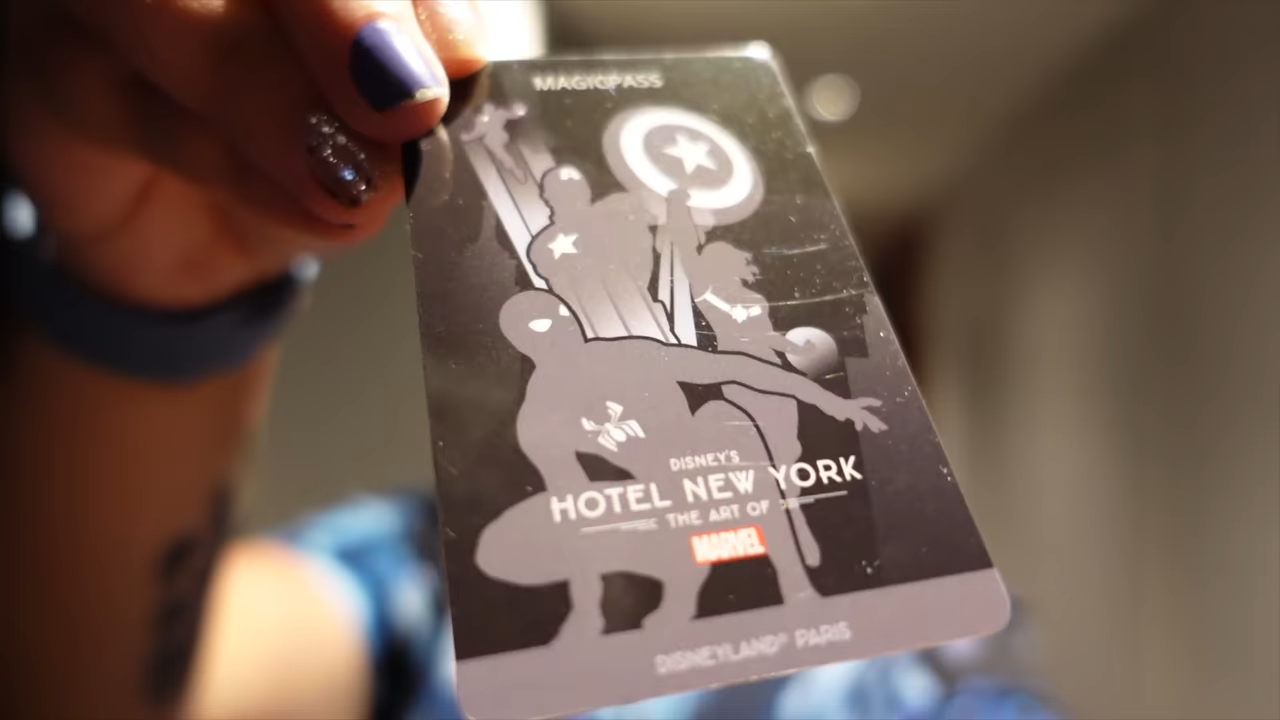 MAGICPASS
DISNEY'S
HOTEL NEW YORK
THE ART OF
MARVEL
DISNEYLAND® PARIS